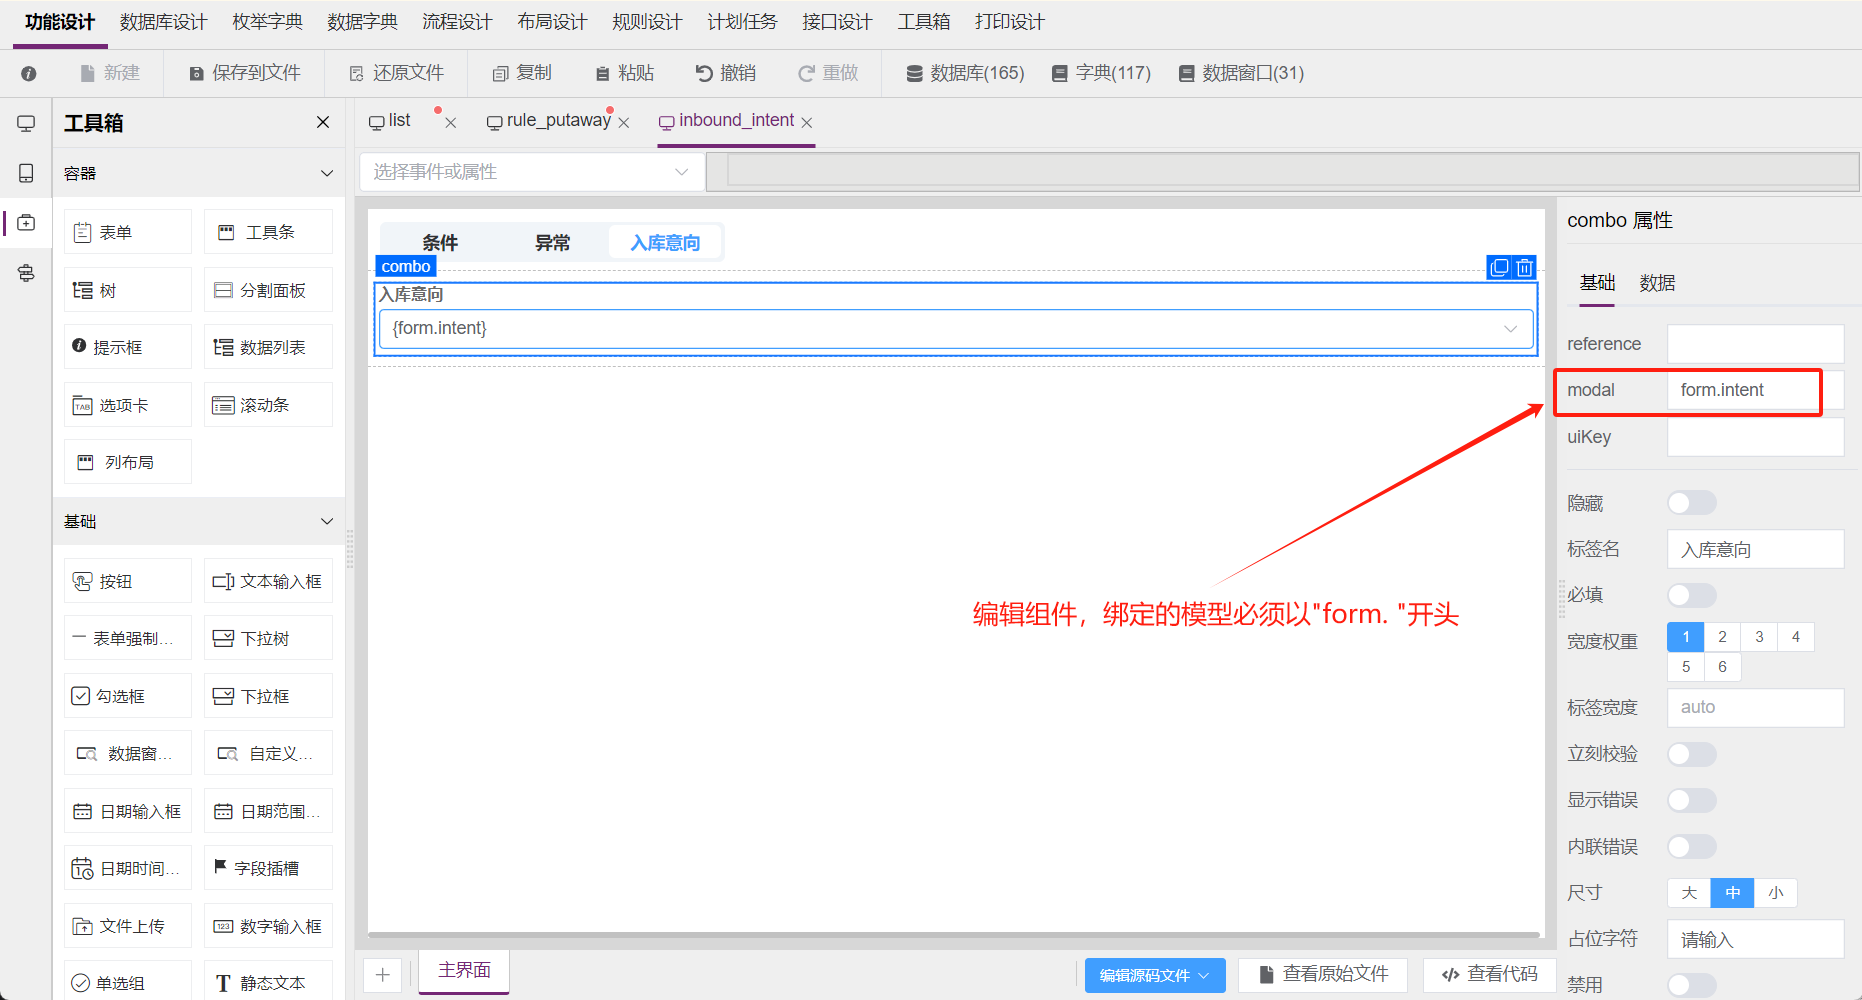 功能设计 数据库设计 枚举字典 数据字典 流程设计 布局设计 规则设计 计划任务 接口设计 工具箱 打印设计
新建 保存到文件 还原文件 复制 粘贴 撤销 重做 数据库(165) 字典(117) 数据窗口(31)
工具箱
list rule_putaway inbound_intent
容器
选择事件或属性
表单 工具条
树 分割面板
提示框 数据列表
选项卡 滚动条
列布局
基础
按钮 文本输入框
表单强制... 下拉树
勾选框 下拉框
数据窗... 自定义...
日期输入框 日期范围...
日期时间... 字段插槽
文件上传 数字输入框
单选组 静态文本
条件 异常 入库意向
combo
入库意向
{form.intent}
编辑组件，绑定的模型必须以"form. "开头
主界面
编辑源码文件 查看原始文件 查看代码
combo 属性
基础 数据
reference
modal form.intent
uiKey
隐藏
标签名 入库意向
必填
宽度权重 1 2 3 4
5 6
标签宽度 auto
立刻校验
显示错误
内联错误
尺寸 大 中 小
占位字符 请输入
禁用